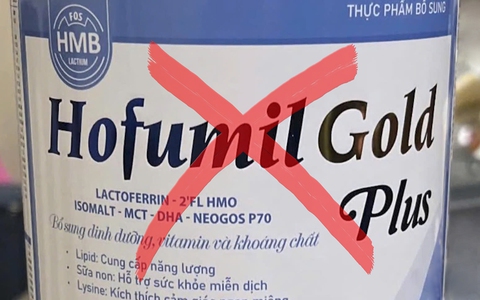 THỰC PHẨM BỔ SUNG
FOS
HMB
LACTIUM
Hofumil Gold
Plus
LACTOFERRIN - 2'FL HMO
ISOMALT - MCT - DHA - NEOGOS P70
Bổ sung dinh dưỡng, vitamin và khoáng chất
• Lipid: Cung cấp năng lượng
• Sữa non: Hỗ trợ sức khỏe miễn dịch
• Lysine: Kích thích cảm giác ngon miệng